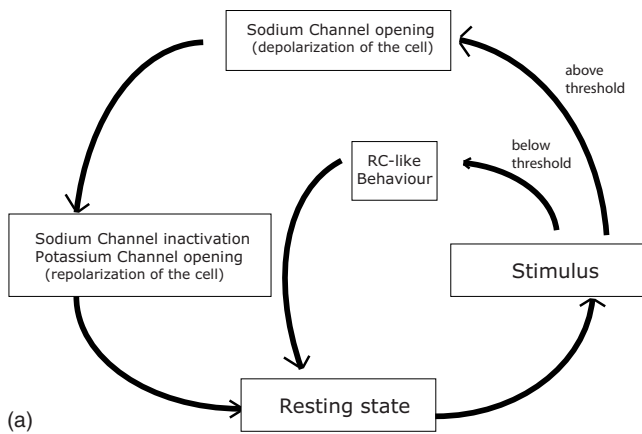 Sodium Channel opening
(depolarization of the cell)
above
threshold
below
threshold
RC-like
Behaviour
Sodium Channel inactivation
Potassium Channel opening
(repolarization of the cell)
Stimulus
Resting state
(a)